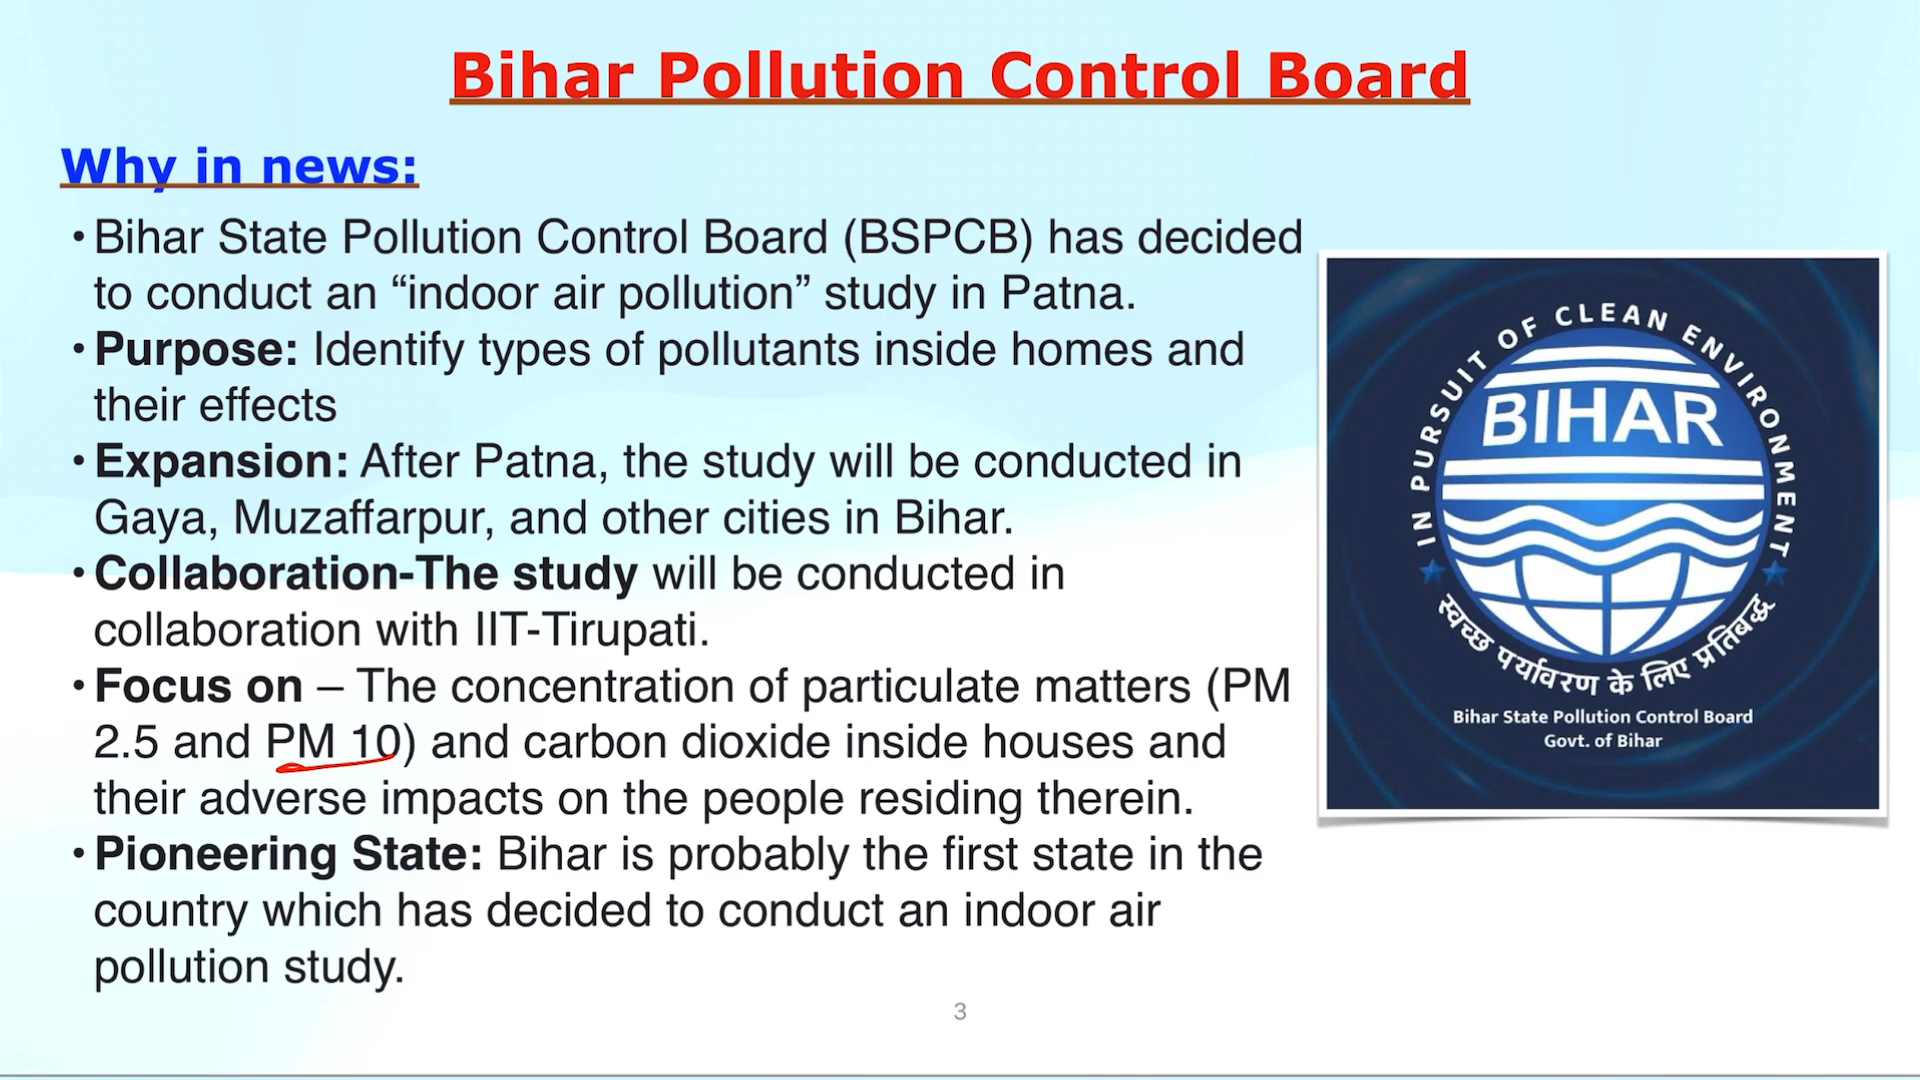 Bihar Pollution Control Board
Why in news:
• Bihar State Pollution Control Board (BSPCB) has decided
to conduct an “indoor air pollution” study in Patna.
• Purpose: Identify types of pollutants inside homes and
their effects
• Expansion: After Patna, the study will be conducted in
Gaya, Muzaffarpur, and other cities in Bihar.
• Collaboration-The study will be conducted in
collaboration with IIT-Tirupati.
• Focus on – The concentration of particulate matters (PM
2.5 and PM 10) and carbon dioxide inside houses and
their adverse impacts on the people residing therein.
• Pioneering State: Bihar is probably the first state in the
country which has decided to conduct an indoor air
pollution study.
IN PURSUIT OF CLEAN ENVIRONMENT
BIHAR
स्वच्छ पर्यावरण के लिए प्रतिबद्ध
Bihar State Pollution Control Board
Govt. of Bihar
3